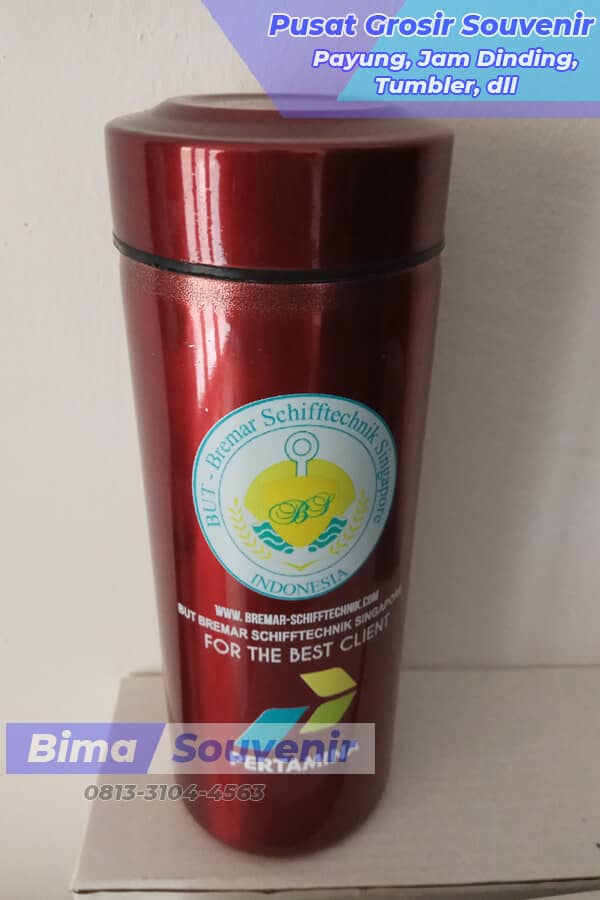 Pusat Grosir Souvenir
Payung, Jam Dinding,
Tumbler, dll
BUT - Bremar Schifftechnik Singapore
BS
INDONESIA
WWW. BREMAR-SCHIFFTECHNIK.COM
BUT BREMAR SCHIFFTECHNIK SINGAPORE
FOR THE BEST CLIENT
PERTAMINA
Bima Souvenir
0813-3104-4563